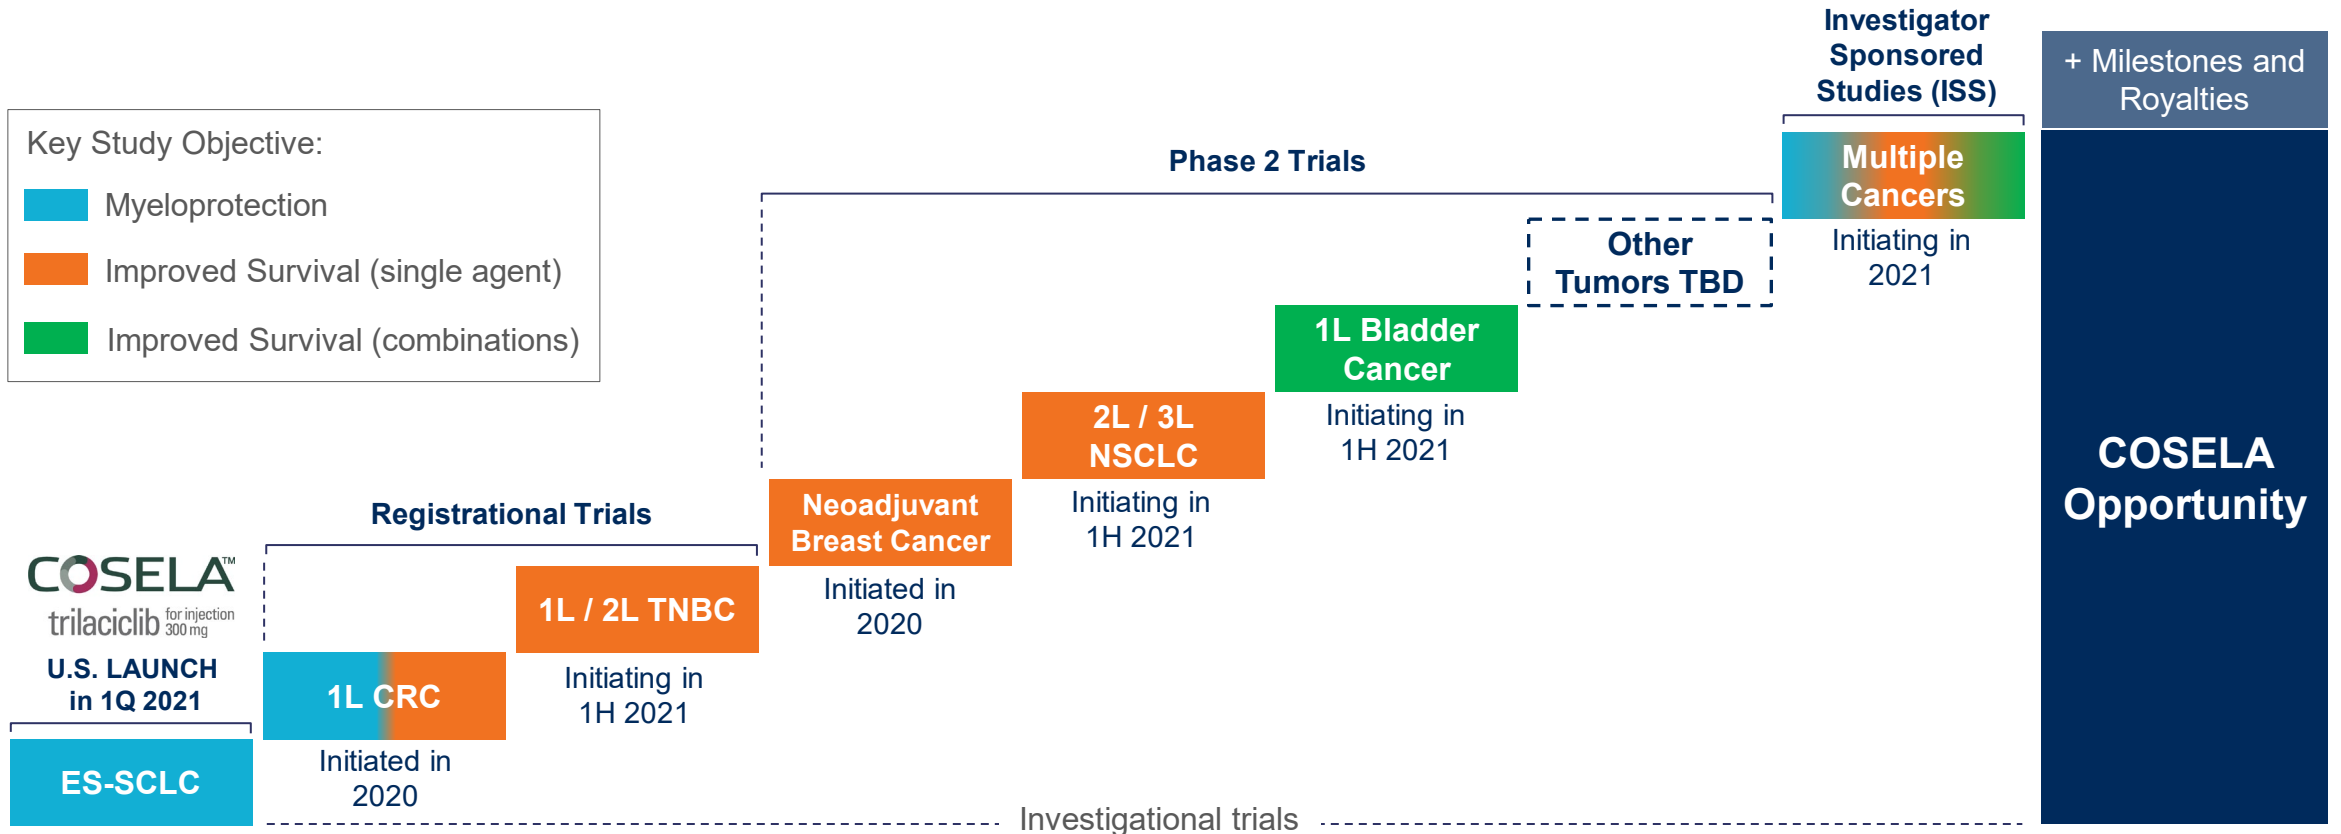 Key Study Objective:
Myeloprotection
Improved Survival (single agent)
Improved Survival (combinations)
COSELA™
trilaciclib for injection
300 mg
U.S. LAUNCH
in 1Q 2021
ES-SCLC
Registrational Trials
1L CRC
Initiated in
2020
1L / 2L TNBC
Initiating in
1H 2021
Phase 2 Trials
Neoadjuvant
Breast Cancer
Initiated in
2020
2L / 3L
NSCLC
Initiating in
1H 2021
1L Bladder
Cancer
Initiating in
1H 2021
Other
Tumors TBD
Investigator
Sponsored
Studies (ISS)
Multiple
Cancers
Initiating in
2021
+ Milestones and
Royalties
COSELA
Opportunity
Investigational trials